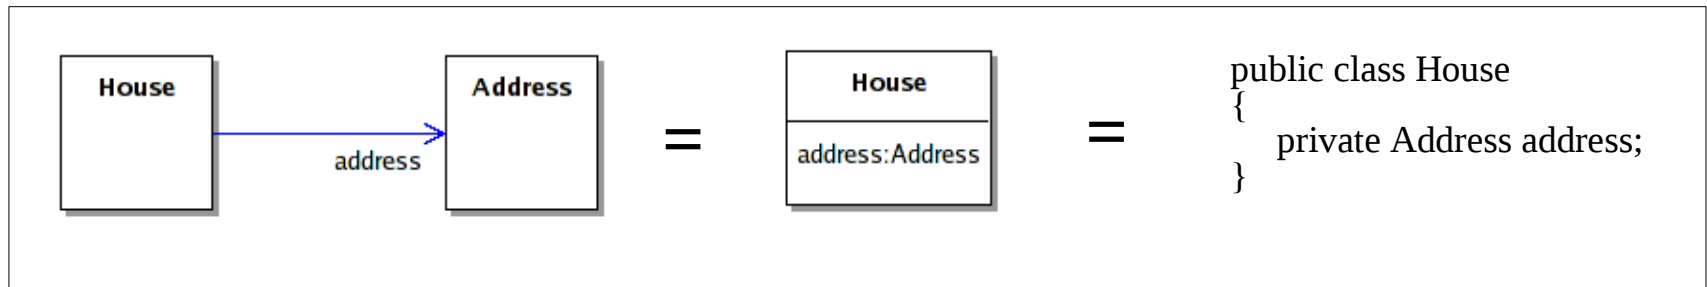 House
Address
address
=
House
address:Address
=
public class House
{
private Address address;
}